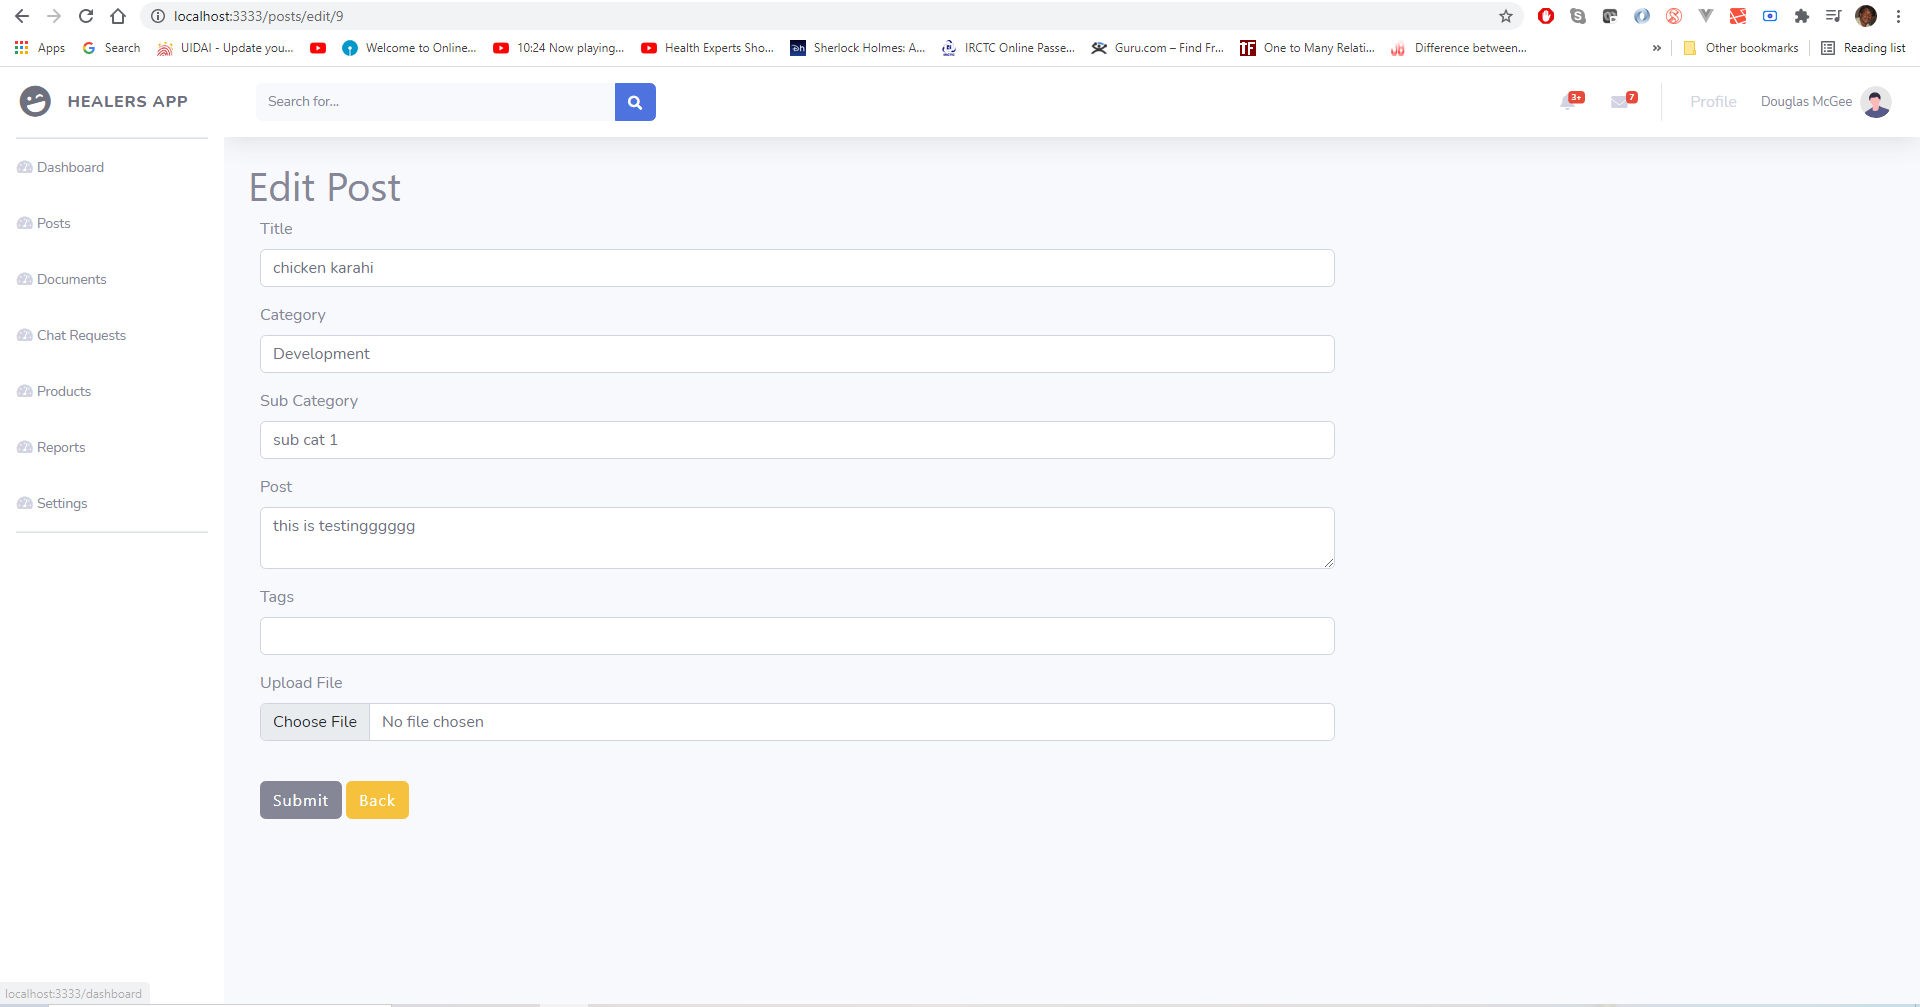 localhost:3333/posts/edit/9
Apps Search UIDAI - Update you... Welcome to Online... 10:24 Now playing... Health Experts Sho... Sherlock Holmes: A... IRCTC Online Passe... Guru.com – Find Fr... One to Many Relati... Difference between... » Other bookmarks Reading list
HEALERS APP
Search for...
3+
7
Profile
Douglas McGee
Dashboard
Posts
Documents
Chat Requests
Products
Reports
Settings
Edit Post
Title
chicken karahi
Category
Development
Sub Category
sub cat 1
Post
this is testingggggg
Tags
Upload File
Choose File No file chosen
Submit Back
localhost:3333/dashboard